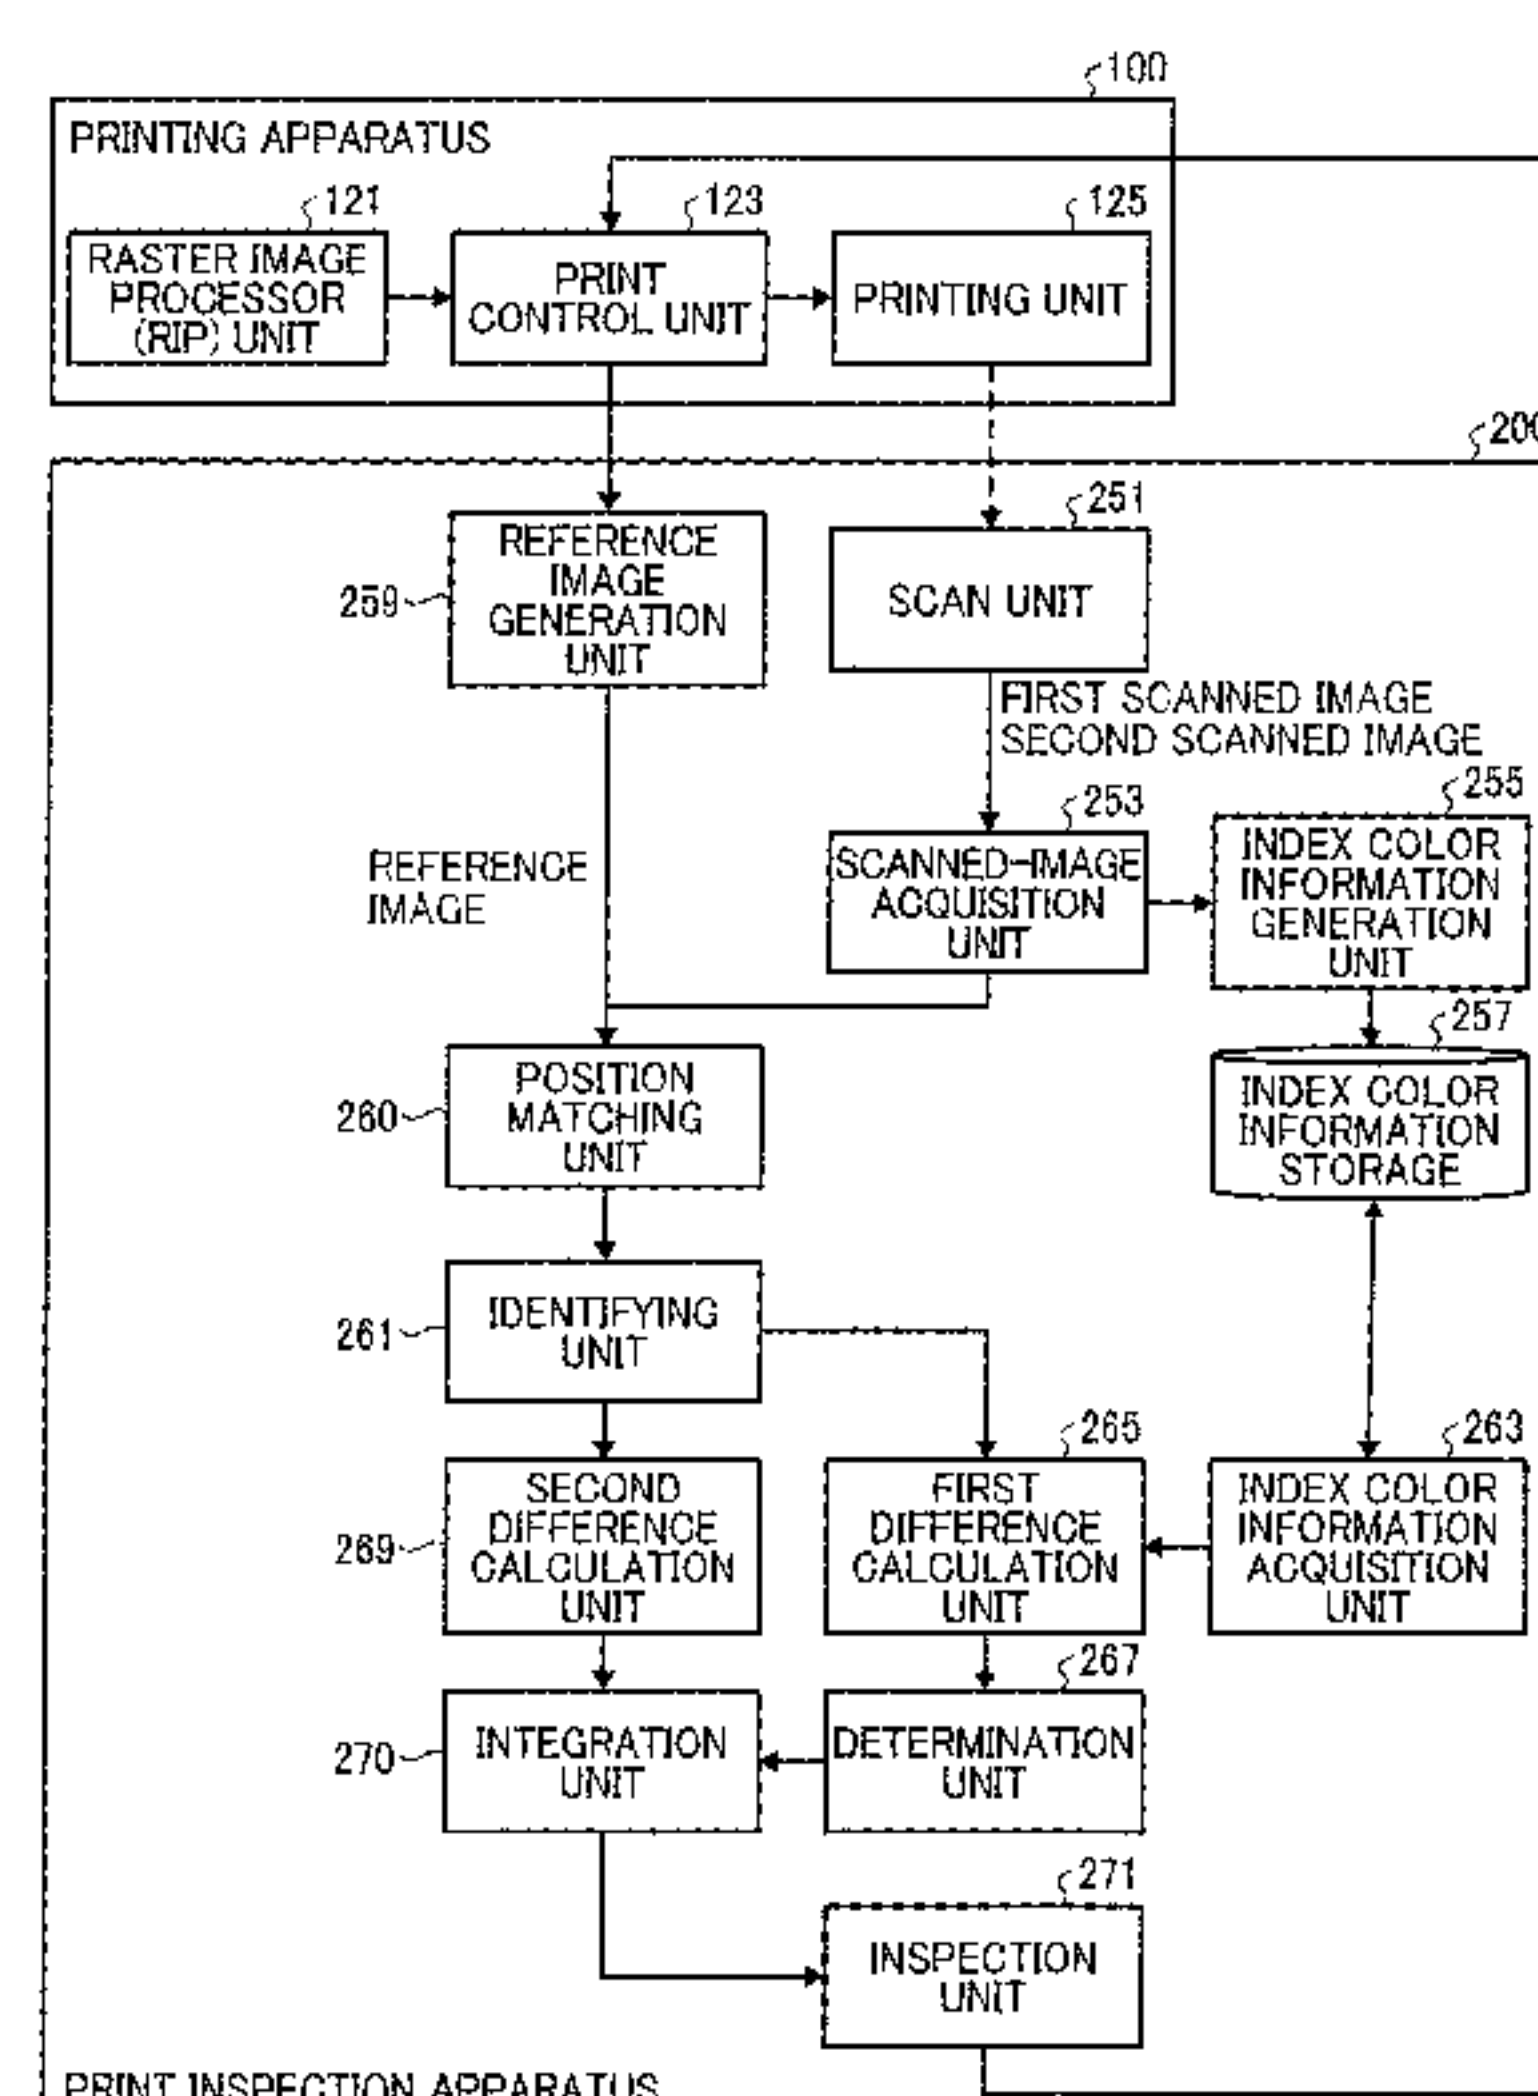 100
PRINTING APPARATUS
121
123
125
RASTER IMAGE
PROCESSOR
(RIP) UNIT
PRINT
CONTROL UNIT
PRINTING UNIT
200
259
REFERENCE
IMAGE
GENERATION
UNIT
251
SCAN UNIT
FIRST SCANNED IMAGE
SECOND SCANNED IMAGE
REFERENCE
IMAGE
253
SCANNED-IMAGE
ACQUISITION
UNIT
255
INDEX COLOR
INFORMATION
GENERATION
UNIT
257
INDEX COLOR
INFORMATION
STORAGE
260
POSITION
MATCHING
UNIT
261
IDENTIFYING
UNIT
269
SECOND
DIFFERENCE
CALCULATION
UNIT
265
FIRST
DIFFERENCE
CALCULATION
UNIT
263
INDEX COLOR
INFORMATION
ACQUISITION
UNIT
270
INTEGRATION
UNIT
267
DETERMINATION
UNIT
271
INSPECTION
UNIT
PRINT INSPECTION APPARATUS